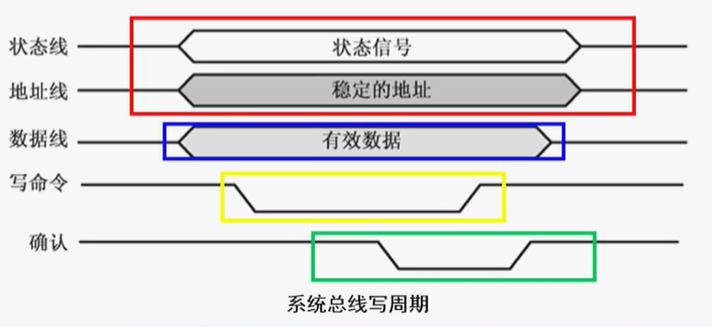 状态线 状态信号
地址线 稳定的地址
数据线 有效数据
写命令
确认
系统总线写周期